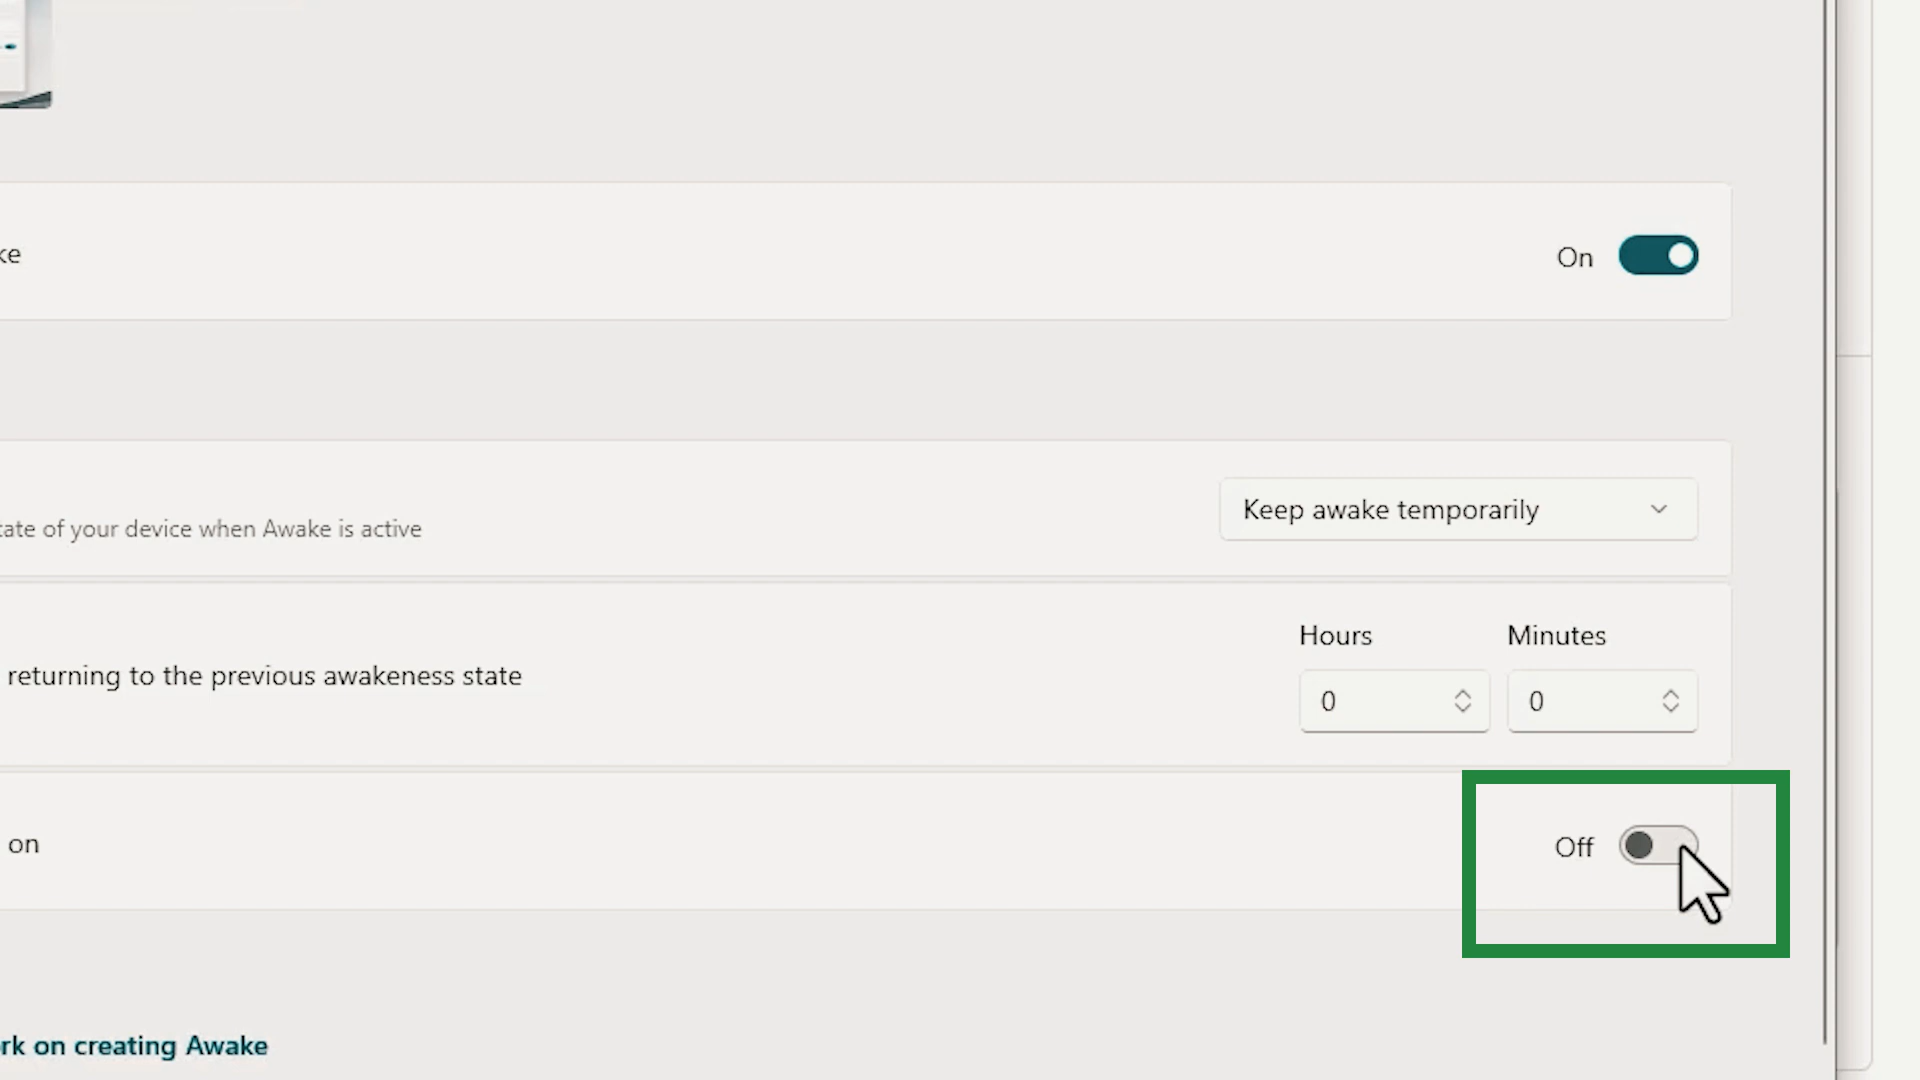 ke
On
Keep awake temporarily
tate of your device when Awake is active
Hours Minutes
returning to the previous awakeness state
0 0
on
Off
rk on creating Awake